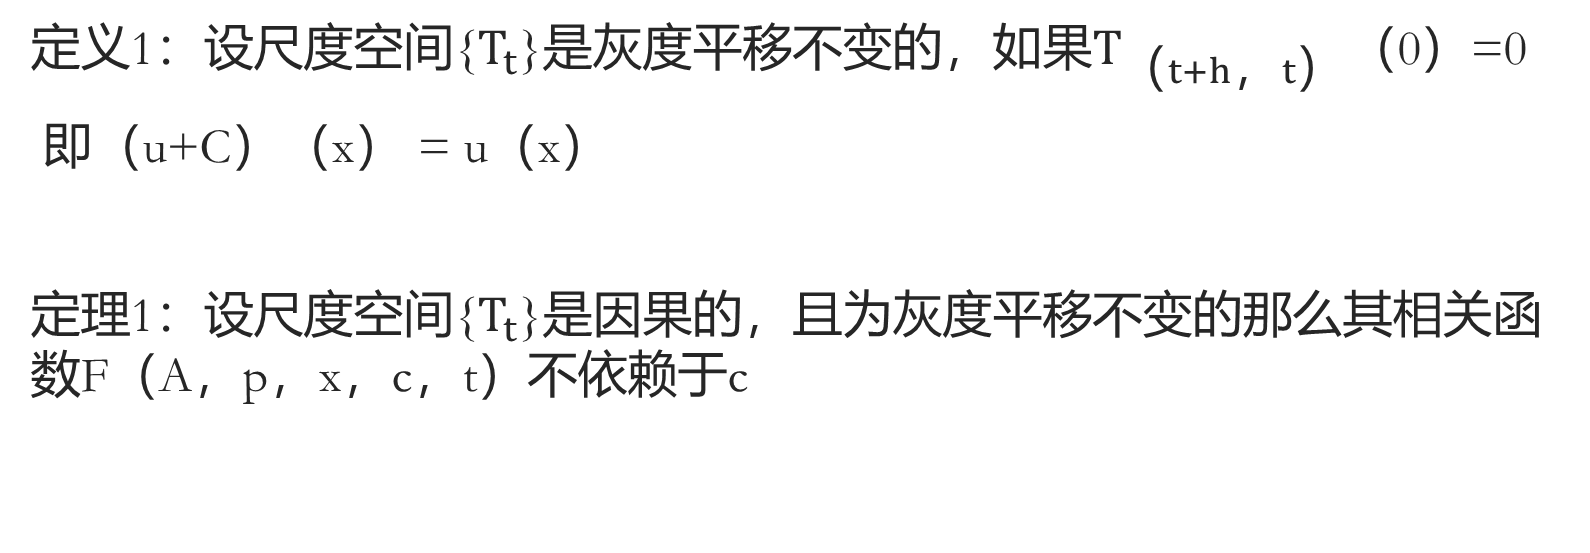 定义1：设尺度空间{Tt}是灰度平移不变的，如果T（t+h，t）（0）=0
即（u+C）（x） = u（x）
定理1：设尺度空间{Tt}是因果的，且为灰度平移不变的那么其相关函
数F（A，p，x，c，t）不依赖于c